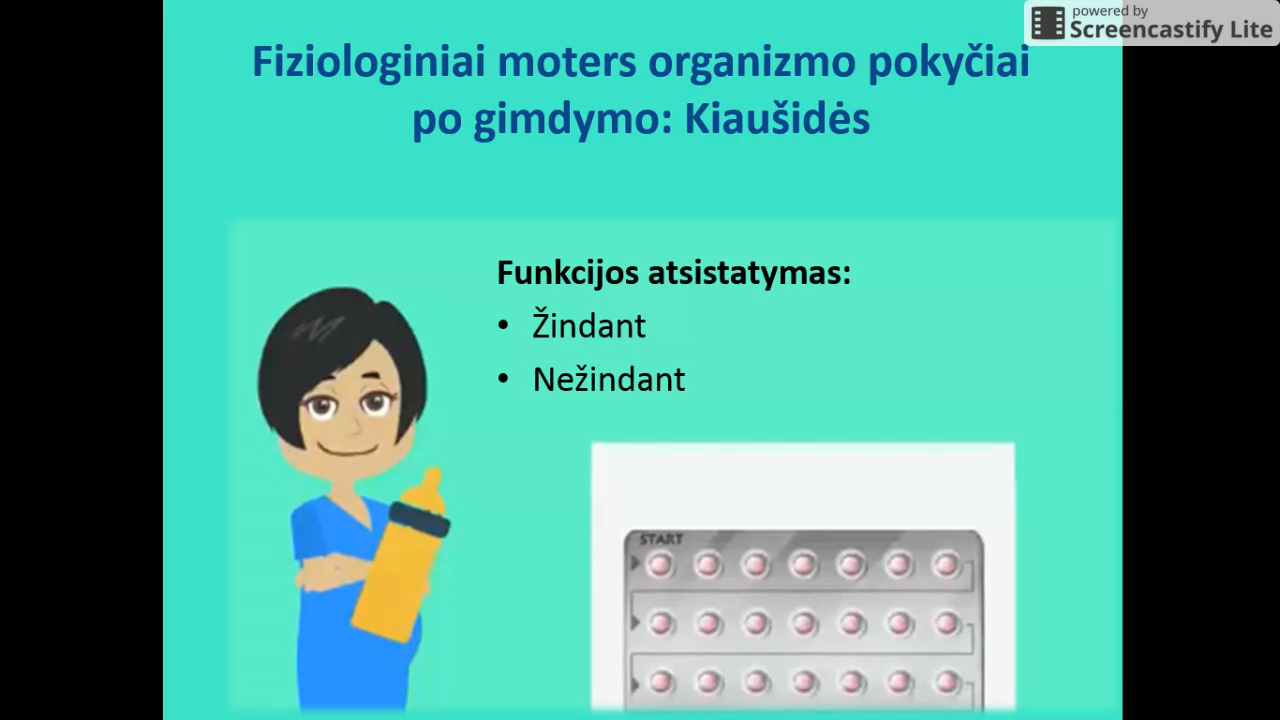 powered by
Screencastify Lite
Fiziologiniai moters organizmo pokyčiai
po gimdymo: Kiaušidės
Funkcijos atsistatymas:
• Žindant
• Nežindant
START